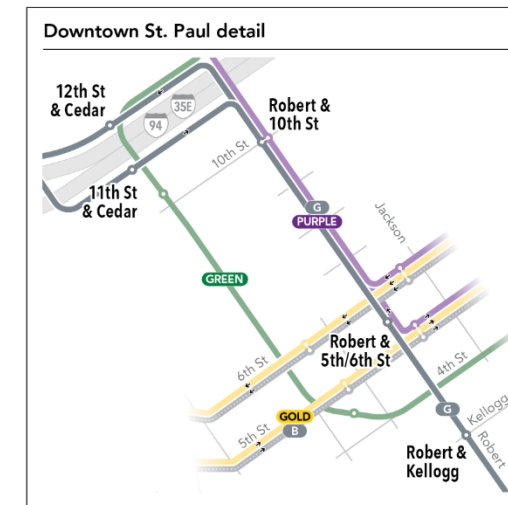 Downtown St. Paul detail
12th St
& Cedar
35E
94
Robert &
10th St
10th St
11th St
& Cedar
G
PURPLE
Jackson
GREEN
Robert &
5th/6th St
6th St
4th St
GOLD
B
5th St
G
Kellogg
Robert
Robert &
Kellogg